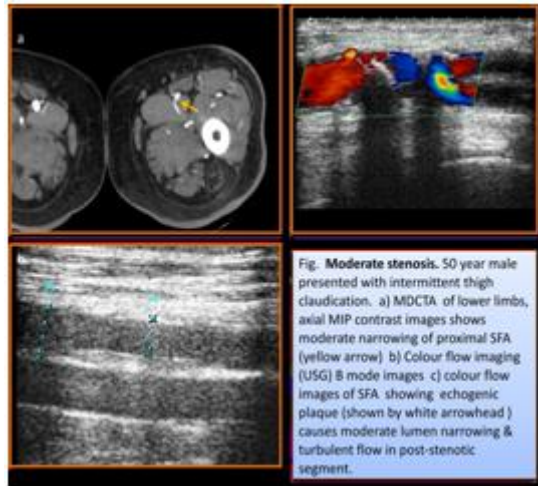 a
Fig. Moderate stenosis. 50 year male
presented with intermittent thigh
claudication. a) MDCTA of lower limbs,
axial MIP contrast images shows
moderate narrowing of proximal SFA
(yellow arrow) b) Colour flow imaging
(USG) B mode images c) colour flow
images of SFA showing echogenic
plaque (shown by white arrowhead )
causes moderate lumen narrowing &
turbulent flow in post-stenotic
segment.